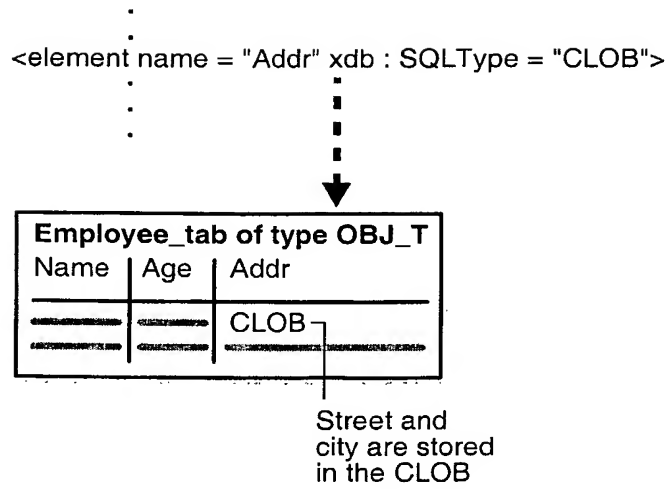 <element name = "Addr" xdb : SQLType = "CLOB">
Employee_tab of type OBJ_T
Name Age Addr
CLOB
Street and
city are stored
in the CLOB